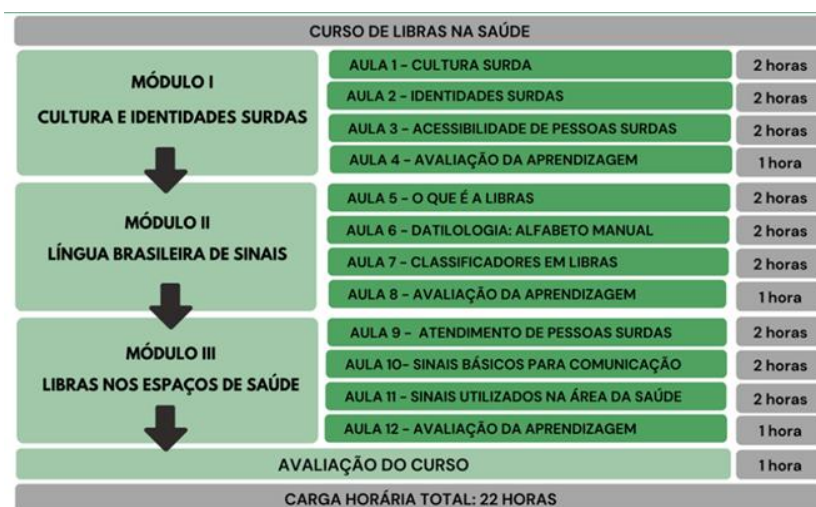 CURSO DE LIBRAS NA SAÚDE
MÓDULO I
CULTURA E IDENTIDADES SURDAS
AULA 1 - CULTURA SURDA 2 horas
AULA 2 - IDENTIDADES SURDAS 2 horas
AULA 3 - ACESSIBILIDADE DE PESSOAS SURDAS 2 horas
AULA 4 - AVALIAÇÃO DA APRENDIZAGEM 1 hora
MÓDULO II
LÍNGUA BRASILEIRA DE SINAIS
AULA 5 - O QUE É A LIBRAS 2 horas
AULA 6 - DATILOLOGIA: ALFABETO MANUAL 2 horas
AULA 7 - CLASSIFICADORES EM LIBRAS 2 horas
AULA 8 - AVALIAÇÃO DA APRENDIZAGEM 1 hora
MÓDULO III
LIBRAS NOS ESPAÇOS DE SAÚDE
AULA 9 - ATENDIMENTO DE PESSOAS SURDAS 2 horas
AULA 10- SINAIS BÁSICOS PARA COMUNICAÇÃO 2 horas
AULA 11 - SINAIS UTILIZADOS NA ÁREA DA SAÚDE 2 horas
AULA 12 - AVALIAÇÃO DA APRENDIZAGEM 1 hora
AVALIAÇÃO DO CURSO 1 hora
CARGA HORÁRIA TOTAL: 22 HORAS